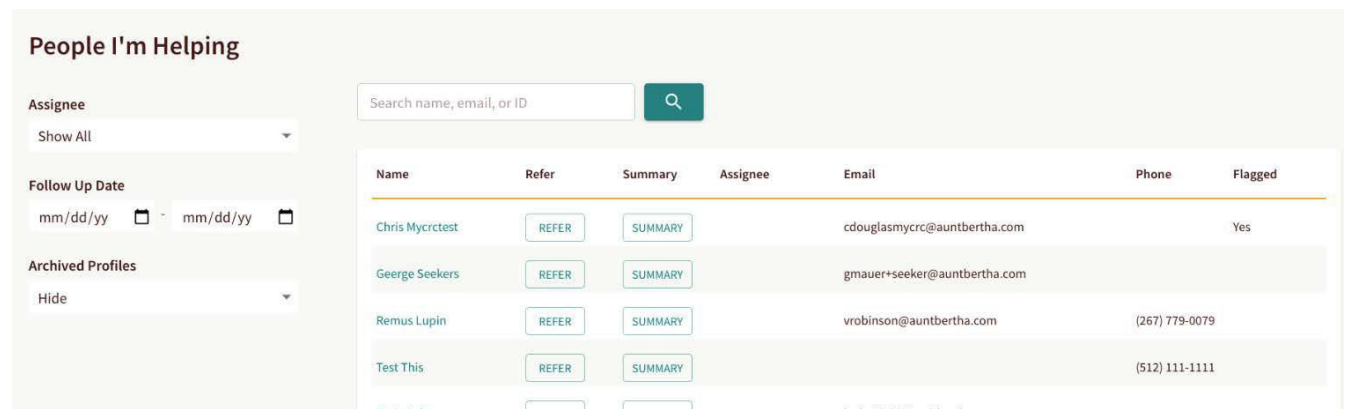 People I'm Helping
Assignee
Show All
Follow Up Date
mm/dd/yy - mm/dd/yy
Archived Profiles
Hide
Search name, email, or ID
Name Refer Summary Assignee Email Phone Flagged
Chris Mycrctest REFER SUMMARY cdouglasmycrc@auntbertha.com Yes
Geerge Seekers REFER SUMMARY gmauer+seeker@auntbertha.com
Remus Lupin REFER SUMMARY vrobinson@auntbertha.com (267) 779-0079
Test This REFER SUMMARY (512) 111-1111